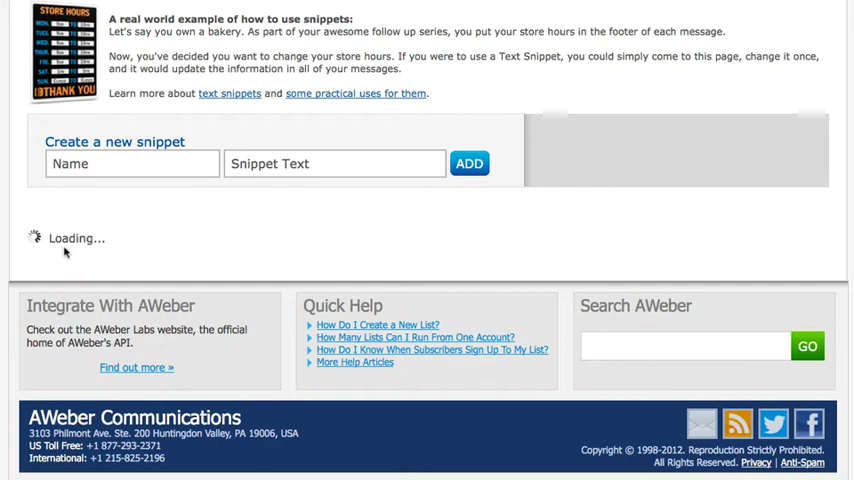 STORE HOURS
A real world example of how to use snippets:
Let's say you own a bakery. As part of your awesome follow up series, you put your store hours in the footer of each message.
Now, you've decided you want to change your store hours. If you were to use a Text Snippet, you could simply come to this page, change it once,
and it would update the information in all of your messages.
THANK YOU
Learn more about text snippets and some practical uses for them.
Create a new snippet
Name Snippet Text ADD
Loading...
Integrate With AWeber
Check out the AWeber Labs website, the official
home of AWeber's API.
Find out more »
Quick Help
How Do I Create a New List?
How Many Lists Can I Run From One Account?
How Do I Know When Subscribers Sign Up To My List?
More Help Articles
Search AWeber
GO
AWeber Communications
3103 Philmont Ave. Ste. 200 Huntingdon Valley, PA 19006, USA
US Toll Free: +1 877-293-2371
International: +1 215-825-2196
Copyright © 1998-2012. Reproduction Strictly Prohibited.
All Rights Reserved. Privacy | Anti-Spam